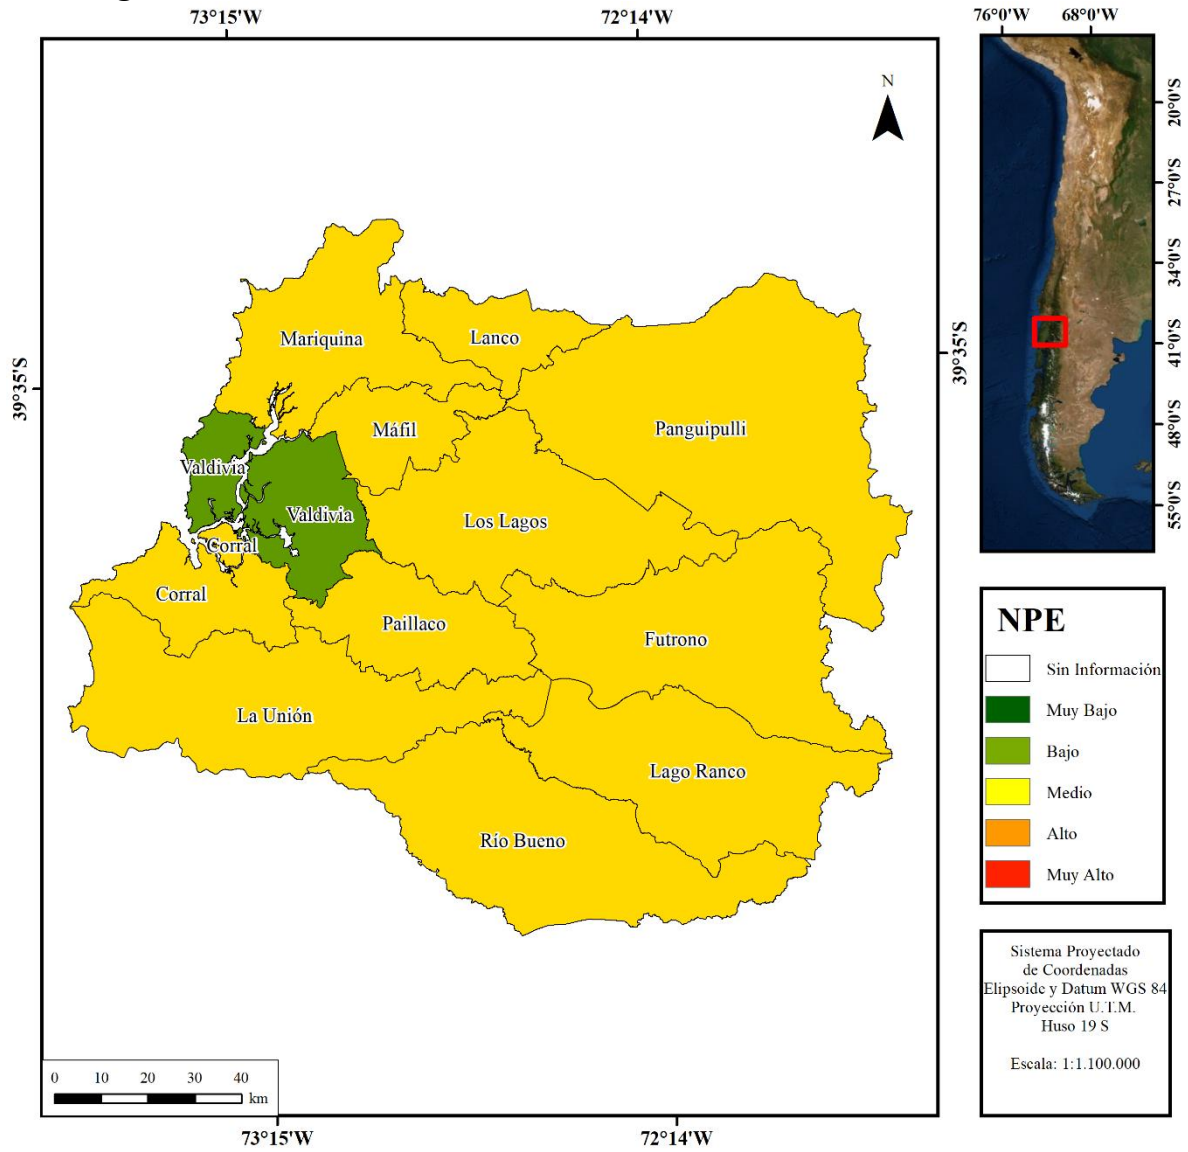 73°15'W
72°14'W
76°0'W
68°0'W
N
20°0'S
27°0'S
34°0'S
41°0'S
48°0'S
55°0'S
39°35'S
39°35'S
Mariquina
Lanco
Máfil
Panguipulli
Valdivia
Valdivia
Los Lagos
Corral
Corral
Paillaco
Futrono
La Unión
Lago Ranco
Río Bueno
NPE
Sin Información
Muy Bajo
Bajo
Medio
Alto
Muy Alto
Sistema Proyectado
de Coordenadas
Elipsoide y Datum WGS 84
Proyección U.T.M.
Huso 19 S
Escala: 1:1.100.000
0 10 20 30 40
km
73°15'W
72°14'W